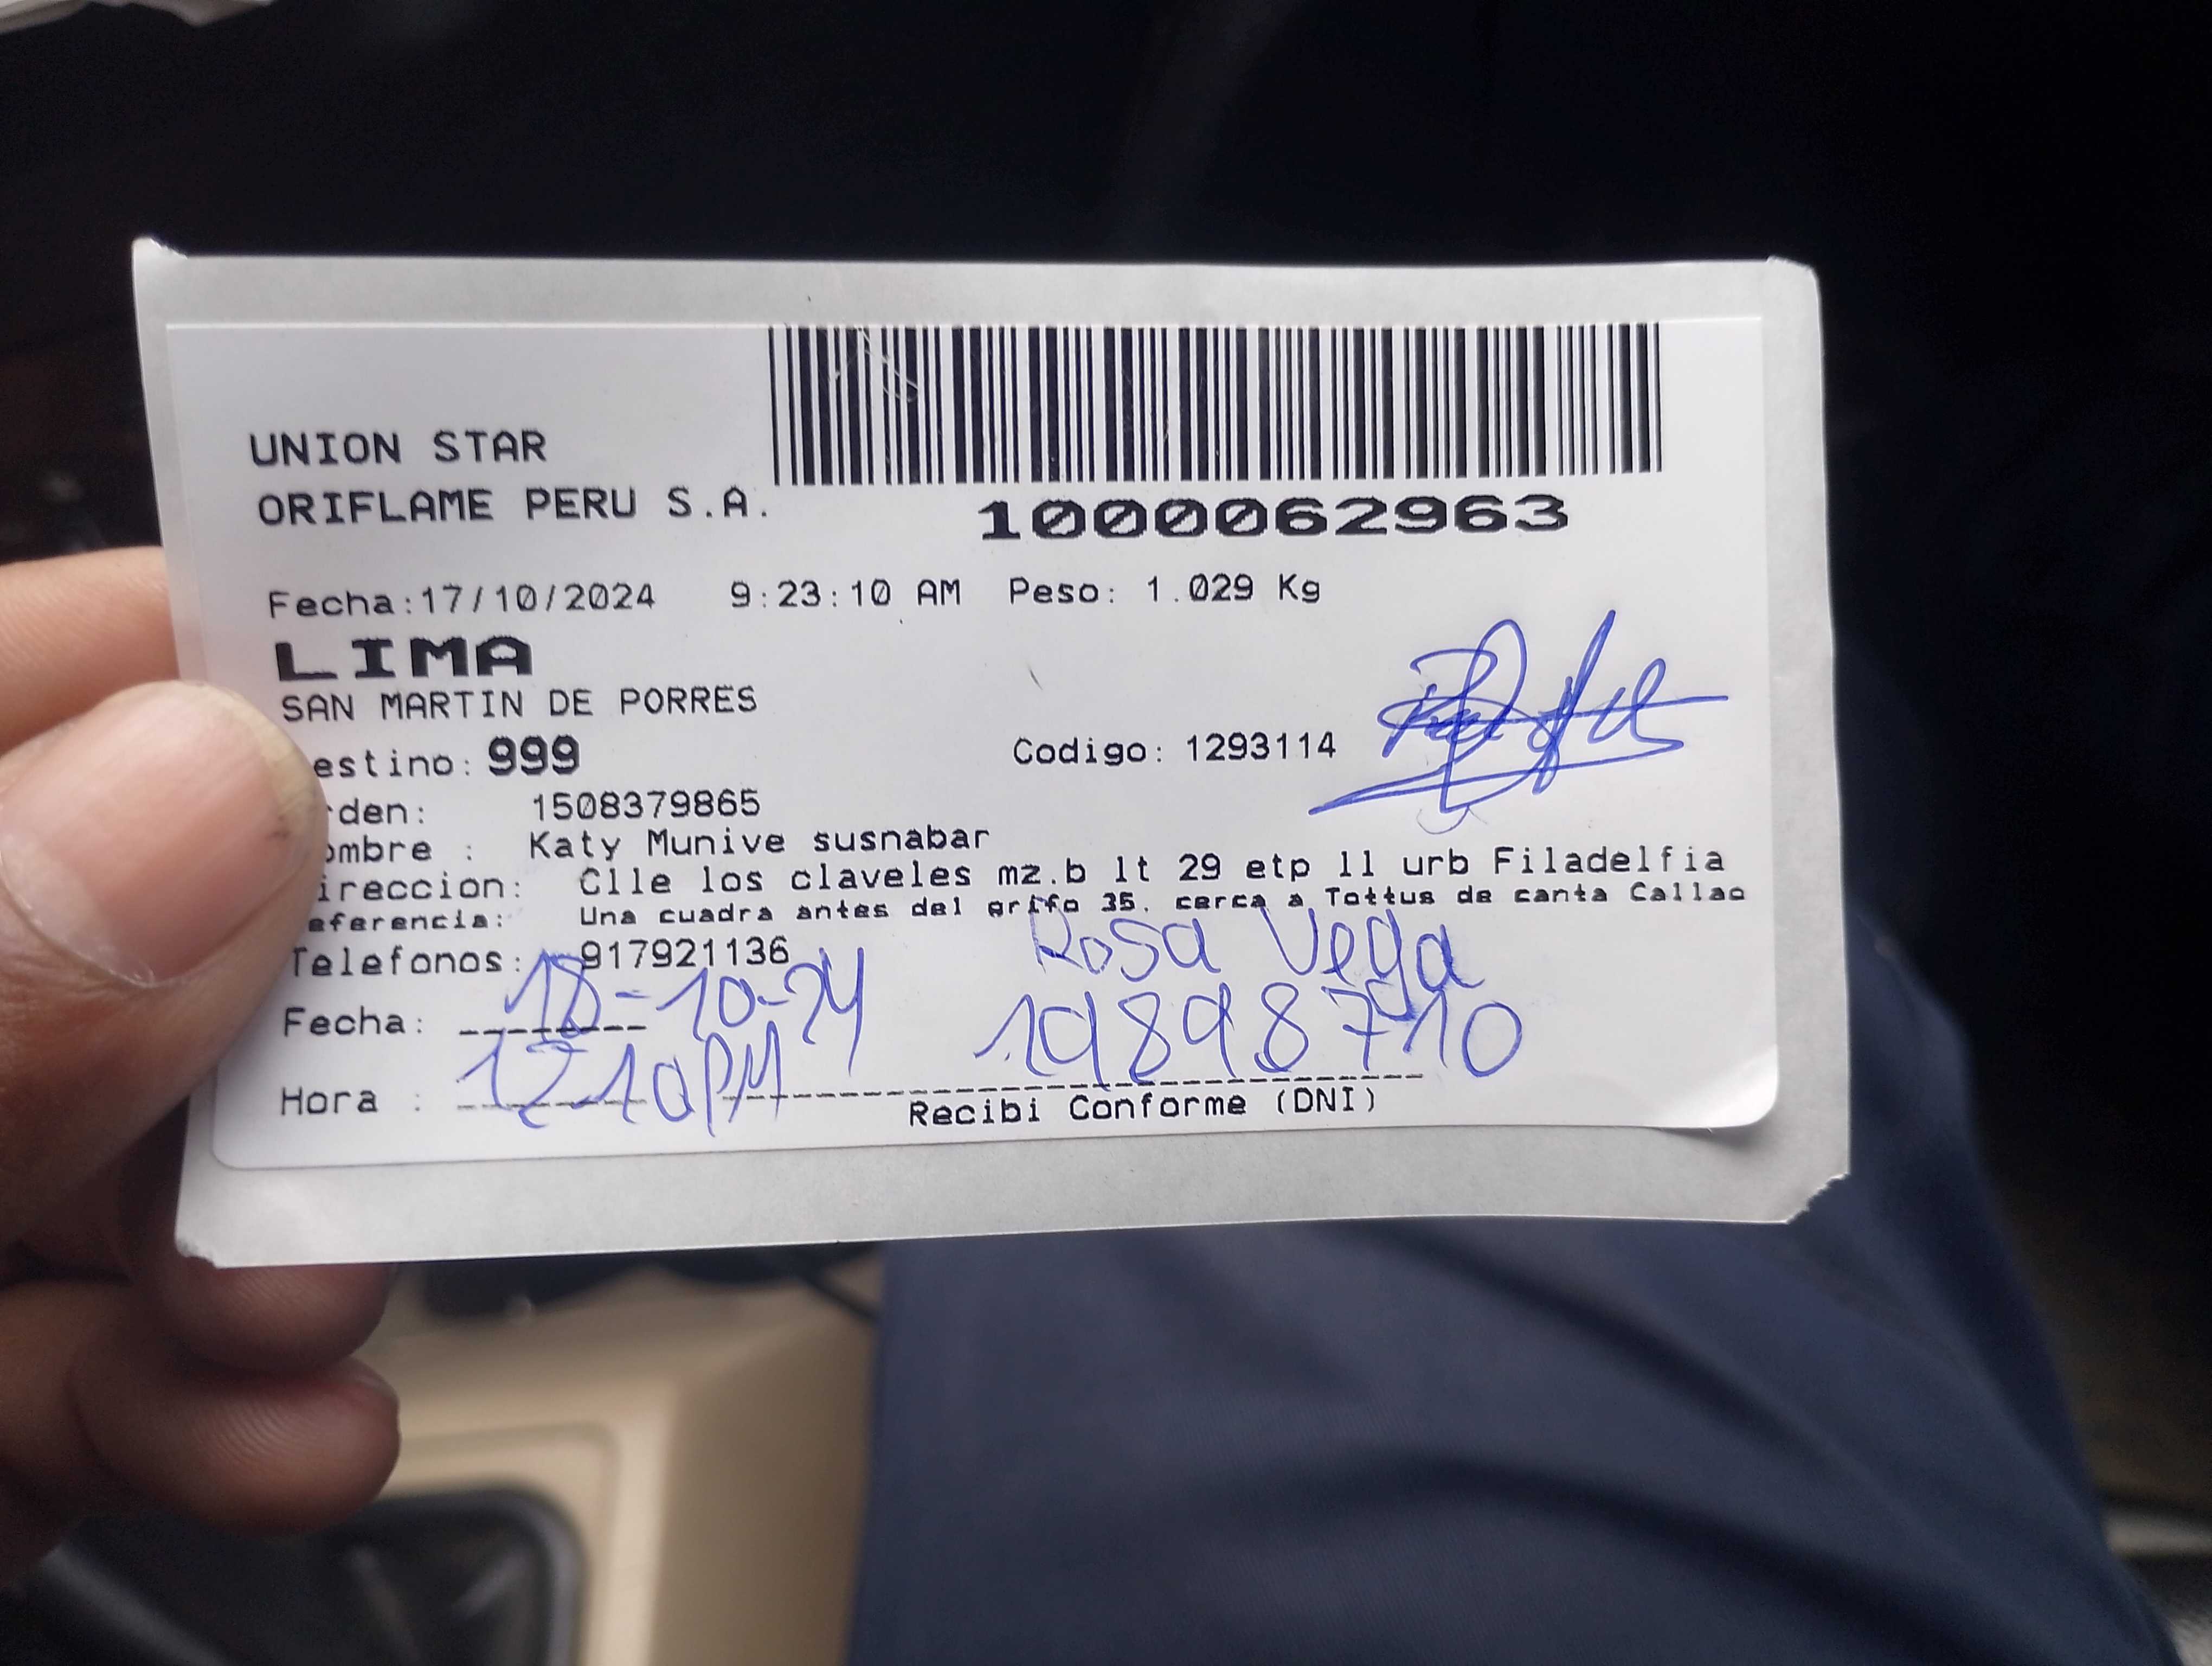 UNION STAR
ORIFLAME PERU S.A.
1000062963
Fecha:17/10/2024 9:23:10 AM Peso: 1.029 Kg
LIMA
SAN MARTIN DE PORRES
estino: 999 Codigo: 1293114
rden: 1508379865
ombre : Katy Munive susnabar
ireccion: Clle los claveles mz.b lt 29 etp ll urb Filadelfia
eferencia: Una cuadra antes del grifo 35. cerca a Tottus de canta Callao
Telefonos: 917921136 Rosa Vega
Fecha: 18-10-24 19898710
Hora : 12-10PM
Recibi Conforme (DNI)